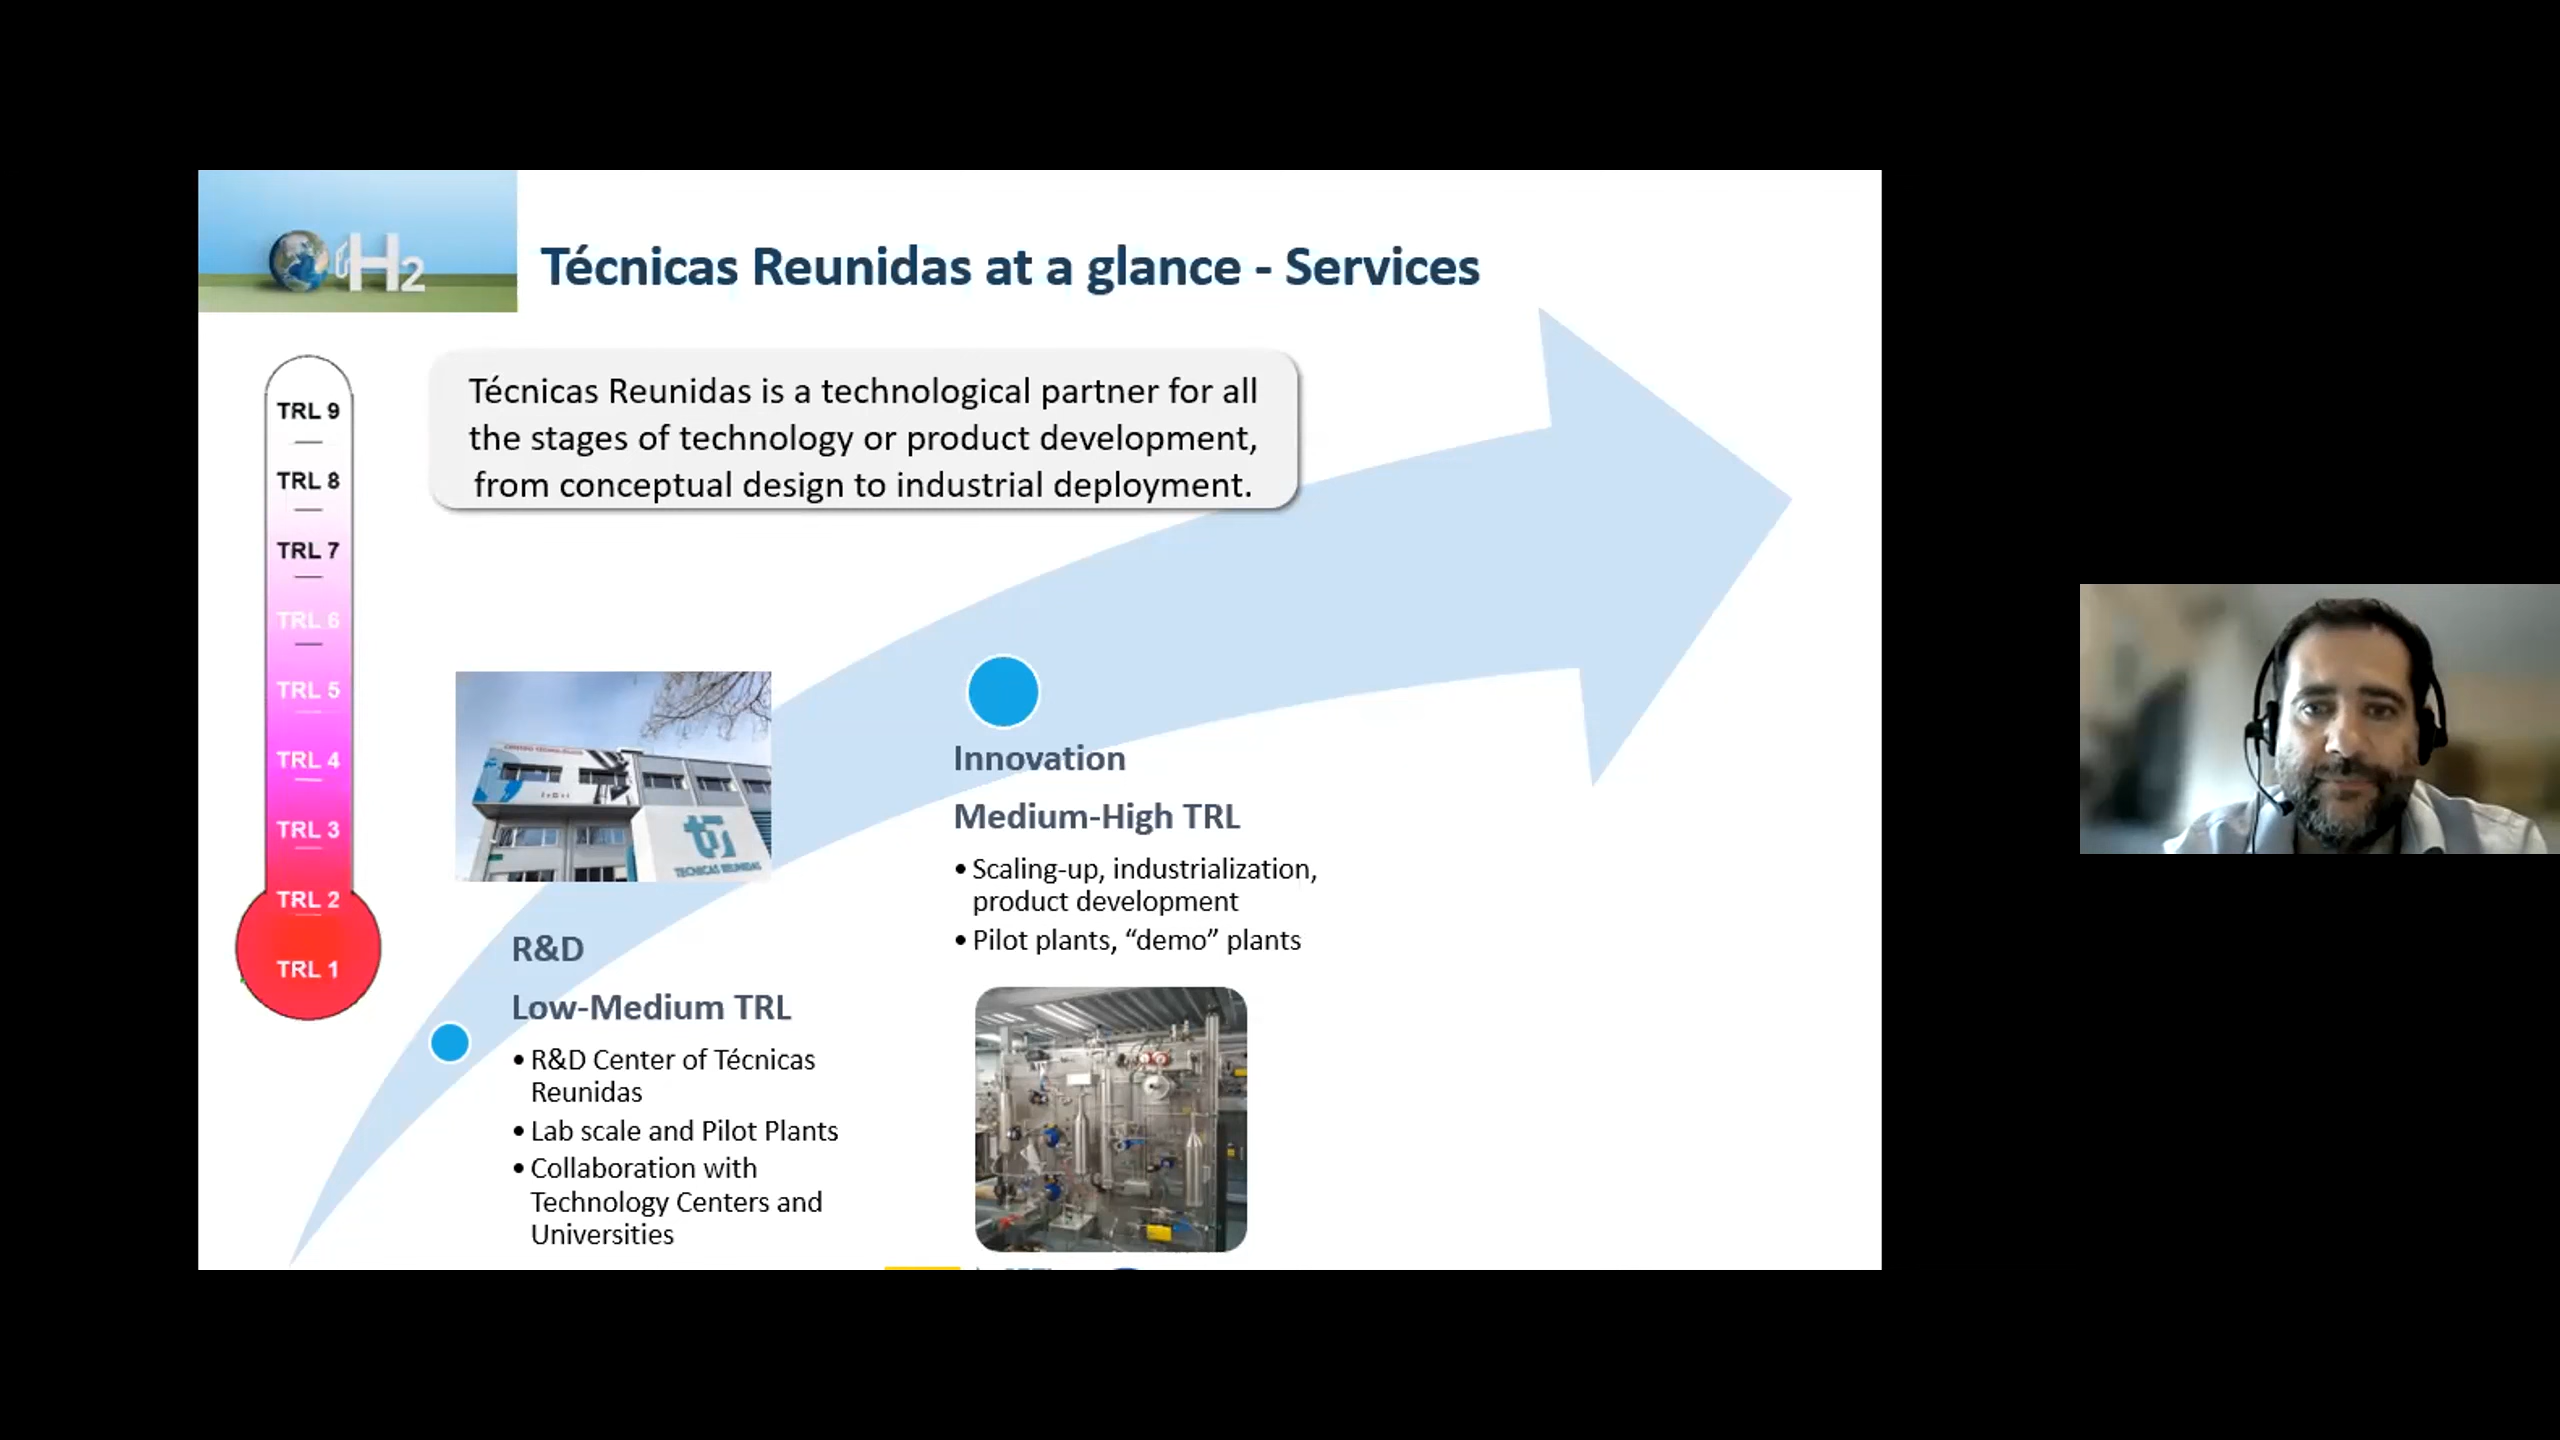 H2
Técnicas Reunidas at a glance - Services
TRL 9
TRL 8
TRL 7
TRL 6
TRL 5
TRL 4
TRL 3
TRL 2
TRL 1
Técnicas Reunidas is a technological partner for all
the stages of technology or product development,
from conceptual design to industrial deployment.
TECNICAS REUNIDAS
R&D
Low-Medium TRL
• R&D Center of Técnicas
Reunidas
• Lab scale and Pilot Plants
• Collaboration with
Technology Centers and
Universities
Innovation
Medium-High TRL
• Scaling-up, industrialization,
product development
• Pilot plants, “demo” plants